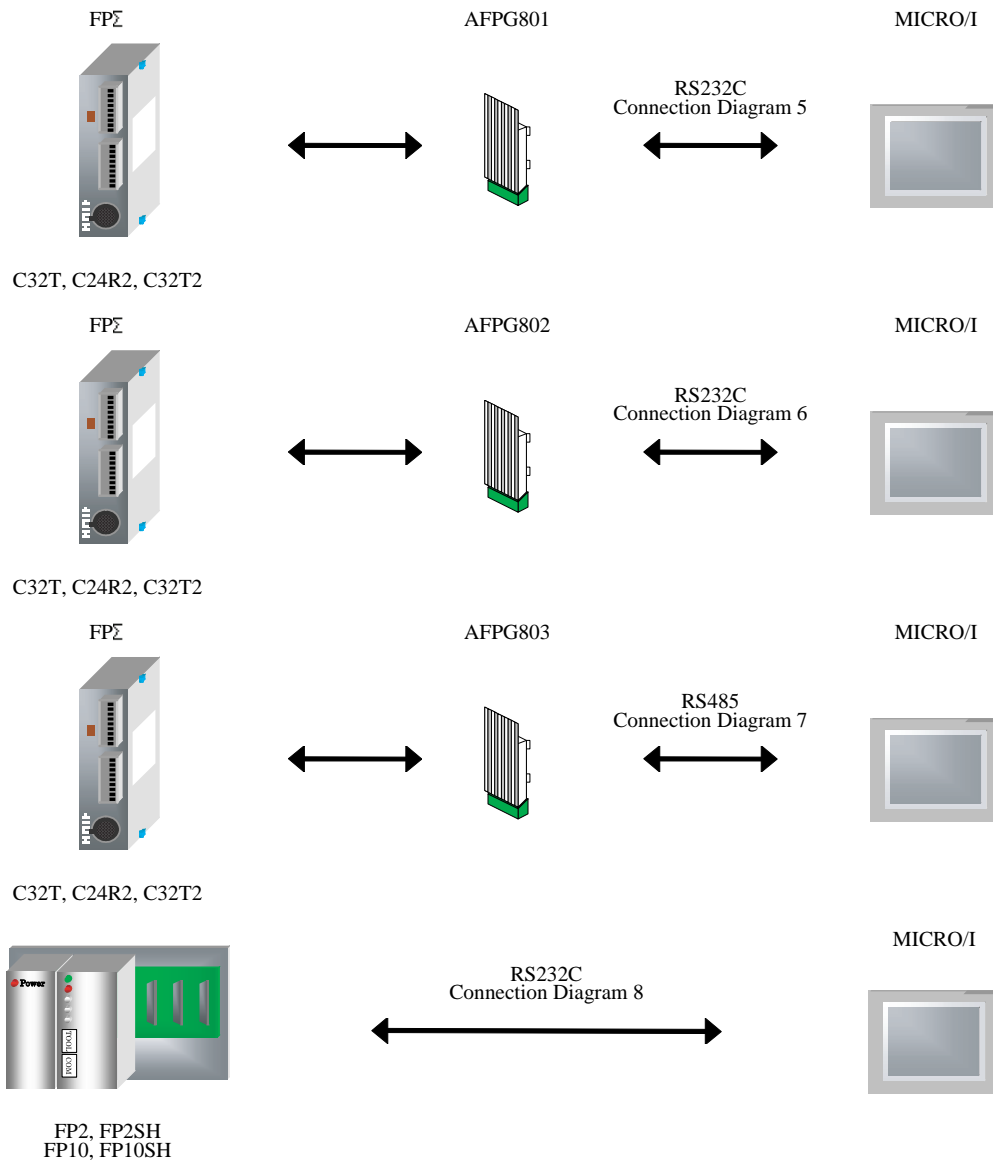 FPΣ
AFPG801
MICRO/I
RS232C
Connection Diagram 5
C32T, C24R2, C32T2
FPΣ
AFPG802
MICRO/I
RS232C
Connection Diagram 6
C32T, C24R2, C32T2
FPΣ
AFPG803
MICRO/I
RS485
Connection Diagram 7
C32T, C24R2, C32T2
MICRO/I
RS232C
Connection Diagram 8
Power
TOOL
COM
FP2, FP2SH
FP10, FP10SH